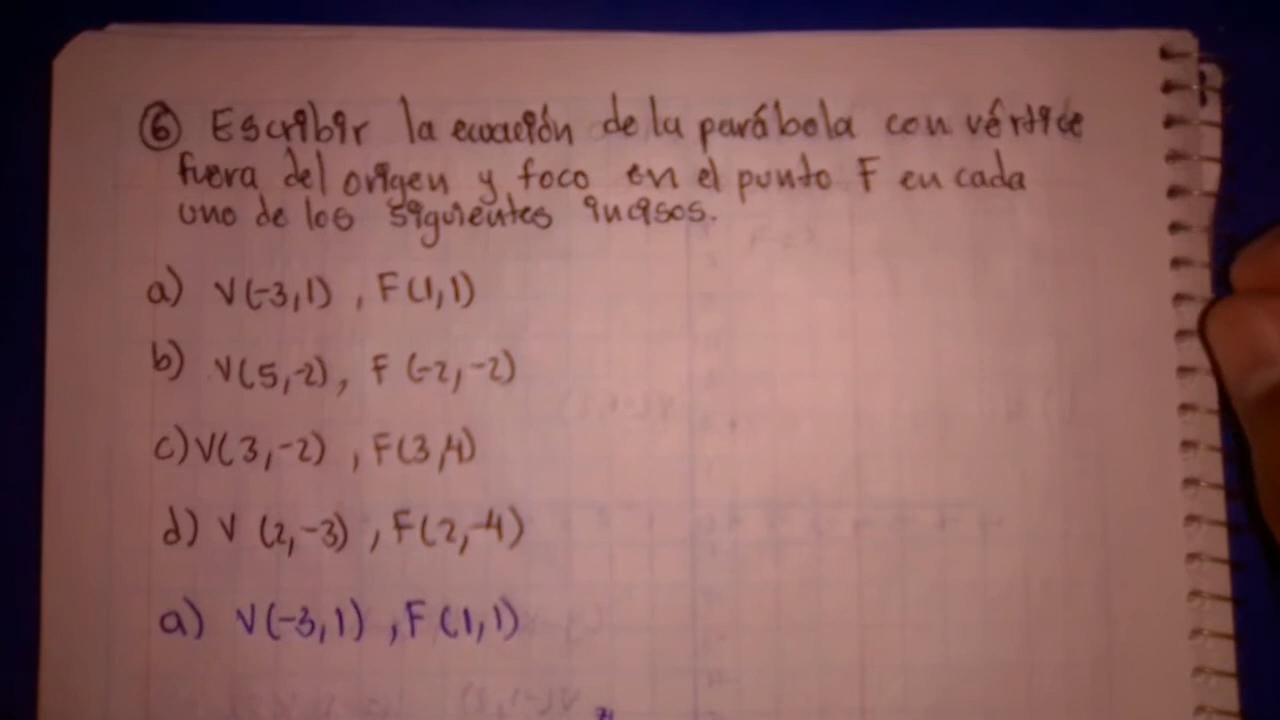 ⑥ Escribir la ecuación de la parábola con vértice
fuera del origen y foco en el punto F en cada
uno de los siguientes incisos.
a) V(-3,1) , F(1,1)
b) V(5,-2), F(-2,-2)
c) V(3,-2) , F(3,4)
d) V (2,-3) , F(2,-4)
a) V(-3,1) , F(1,1)